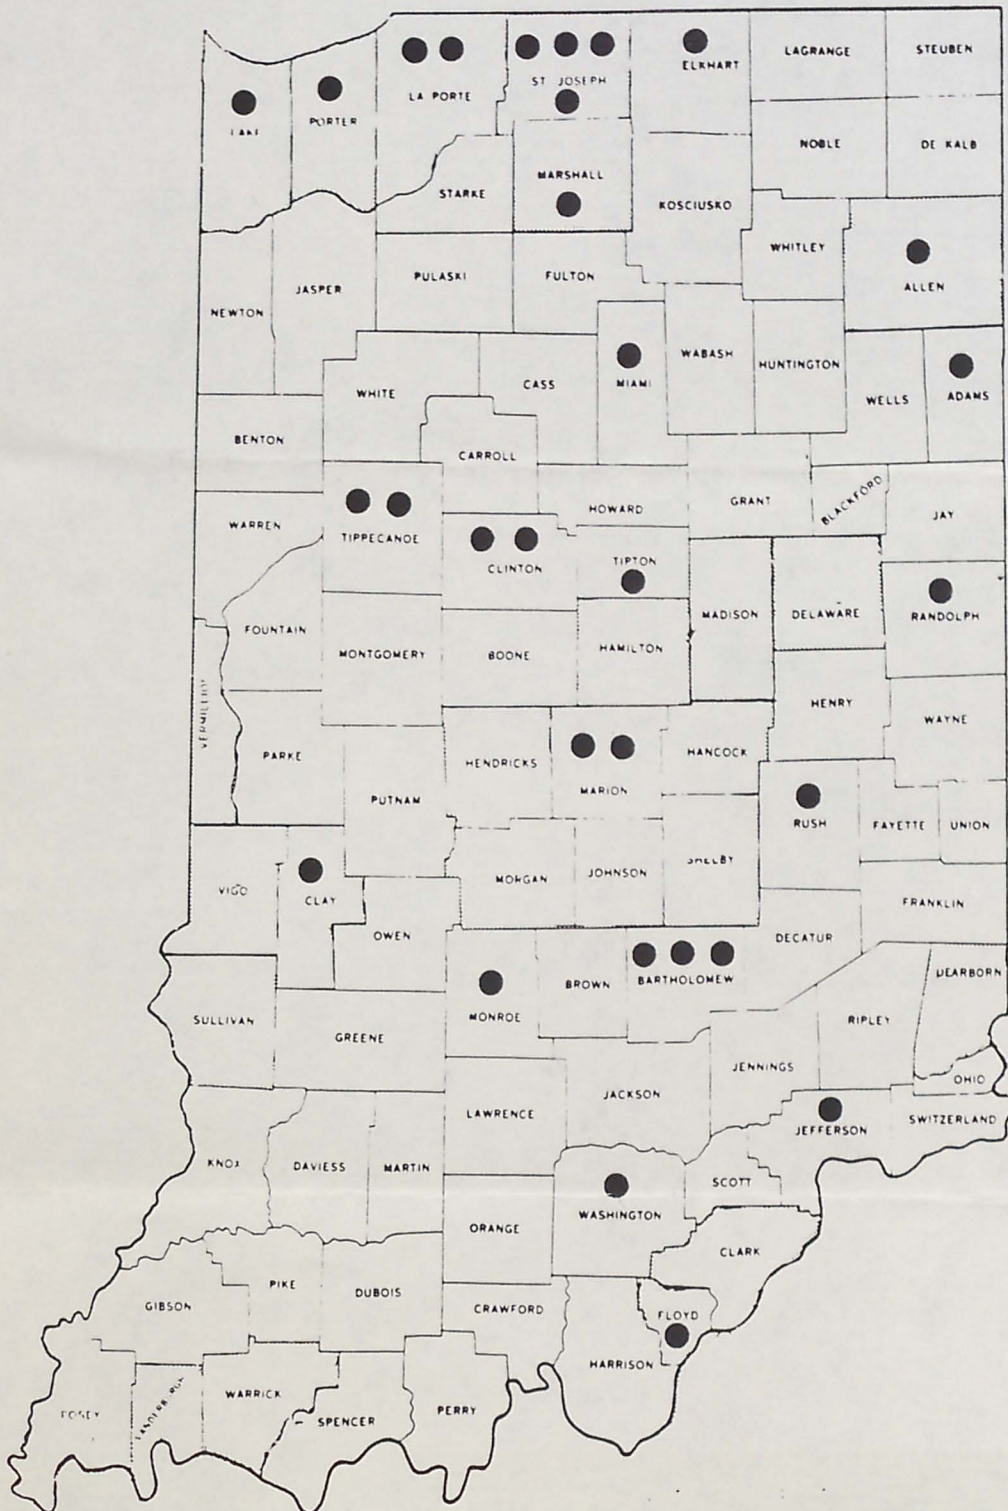 LAGRANGE STEUBEN
ELKHART
ST JOSEPH
LA PORTE
PORTER
LAKE
NOBLE DE KALB
MARSHALL
STARKE
KOSCIUSKO
WHITLEY
PULASKI FULTON
ALLEN
JASPER
NEWTON
WABASH HUNTINGTON
MIAMI
CASS
WHITE
WELLS ADAMS
BENTON
CARROLL
BLACKFORD
GRANT
HOWARD
JAY
WARREN
TIPPECANOE
TIPTON
CLINTON
MADISON DELAWARE RANDOLPH
FOUNTAIN
HAMILTON
MONTGOMERY BOONE
HENRY
WAYNE
VERMILLION
HANCOCK
PARKE
HENDRICKS
MARION
PUTNAM
RUSH FAYETTE UNION
SHELBY
JOHNSON
MORGAN
VIGO
CLAY
FRANKLIN
OWEN
DECATUR
DEARBORN
BARTHOLOMEW
BROWN
MONROE
SULLIVAN
RIPLEY
GREENE
JENNINGS
OHIO
JACKSON
LAWRENCE
SWITZERLAND
JEFFERSON
KNOX DAVIESS MARTIN
SCOTT
WASHINGTON
ORANGE
CLARK
PIKE
DUBOIS
GIBSON
CRAWFORD
FLOYD
HARRISON
WARRICK
VANDERBURGH
POSEY
PERRY
SPENCER